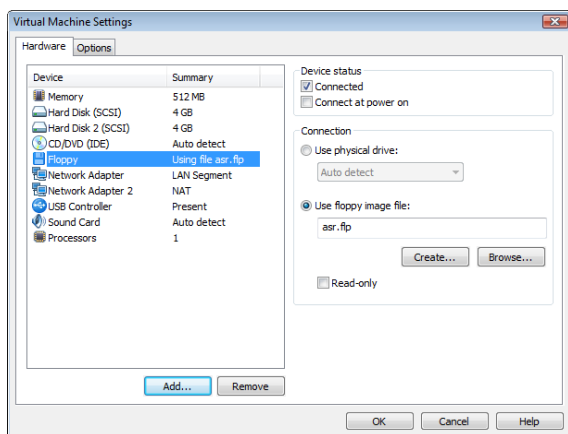 Virtual Machine Settings
Hardware Options
Device Summary
Memory 512 MB
Hard Disk (SCSI) 4 GB
Hard Disk 2 (SCSI) 4 GB
CD/DVD (IDE) Auto detect
Floppy Using file asr.flp
Network Adapter LAN Segment
Network Adapter 2 NAT
USB Controller Present
Sound Card Auto detect
Processors 1
Add... Remove
Device status
Connected
Connect at power on
Connection
Use physical drive:
Auto detect
Use floppy image file:
asr.flp
Create... Browse...
Read-only
OK Cancel Help